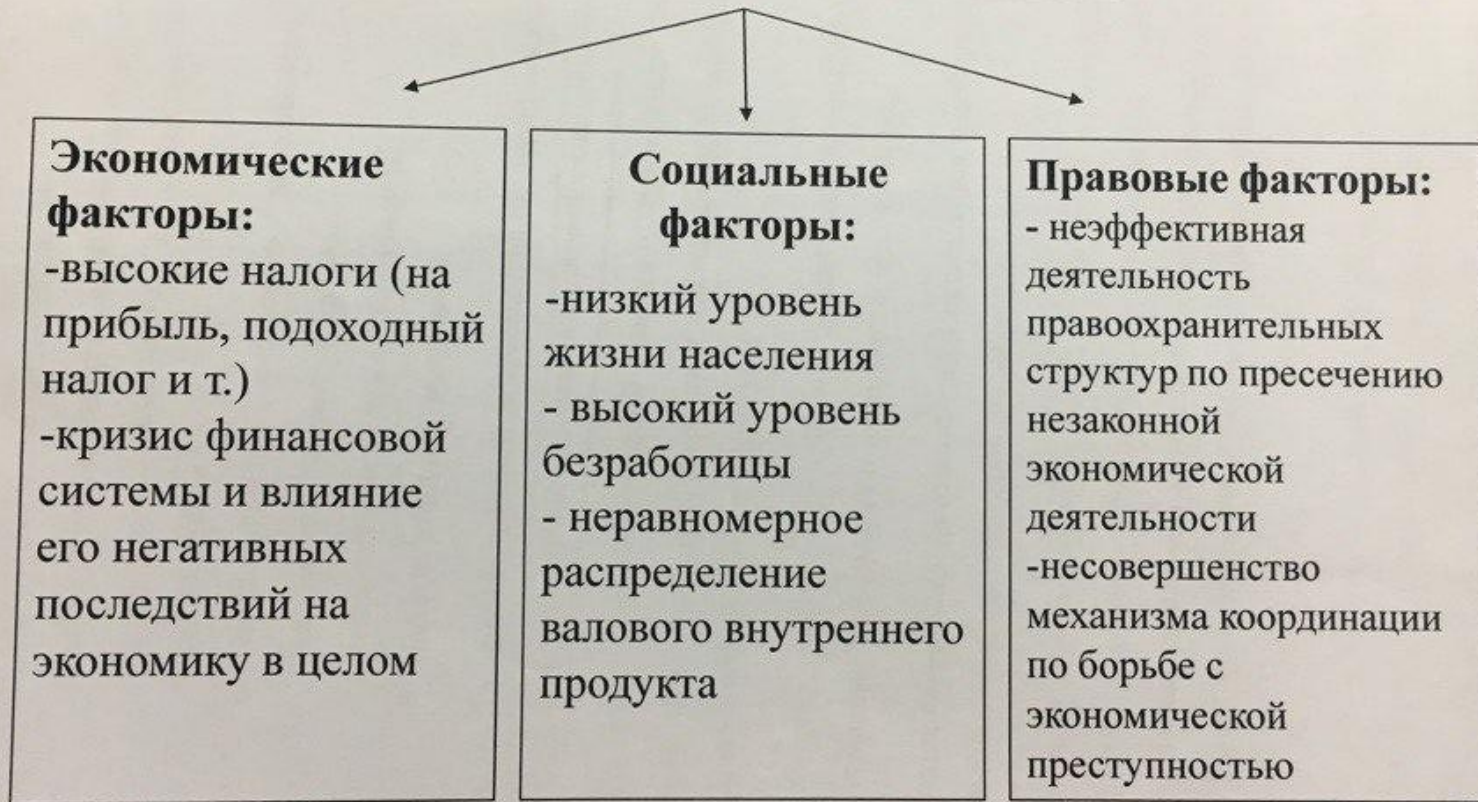 Экономические
факторы:
-высокие налоги (на
прибыль, подоходный
налог и т.)
-кризис финансовой
системы и влияние
его негативных
последствий на
экономику в целом
Социальные
факторы:
-низкий уровень
жизни населения
- высокий уровень
безработицы
- неравномерное
распределение
валового внутреннего
продукта
Правовые факторы:
- неэффективная
деятельность
правоохранительных
структур по пресечению
незаконной
экономической
деятельности
-несовершенство
механизма координации
по борьбе с
экономической
преступностью